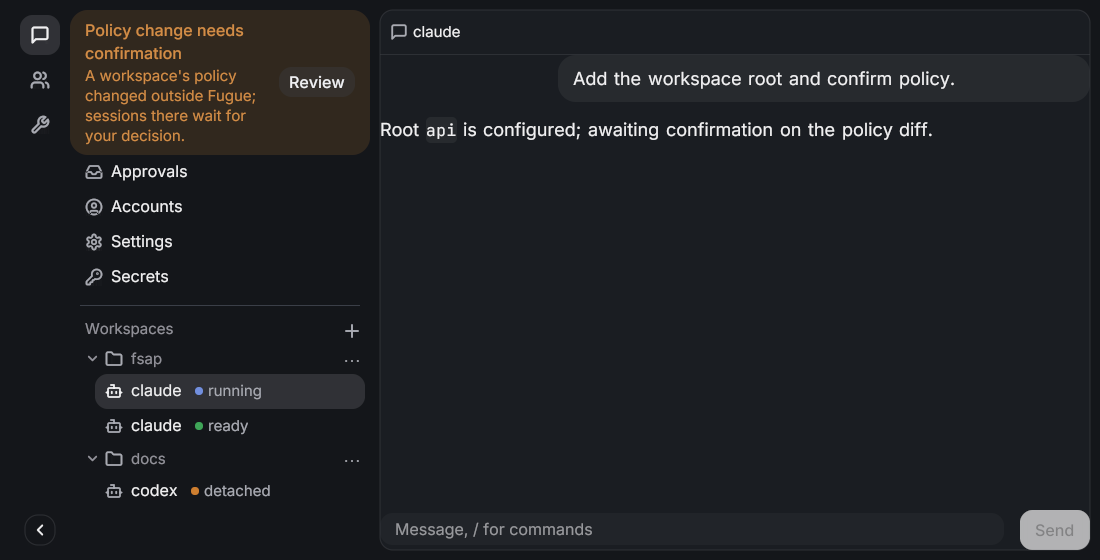 Policy change needs
confirmation
A workspace's policy
changed outside Fugue;
sessions there wait for
your decision.
Review
Approvals
Accounts
Settings
Secrets
Workspaces
fsap
claude running
claude ready
docs
codex detached
claude
Add the workspace root and confirm policy.
Root api is configured; awaiting confirmation on the policy diff.
Message, / for commands
Send